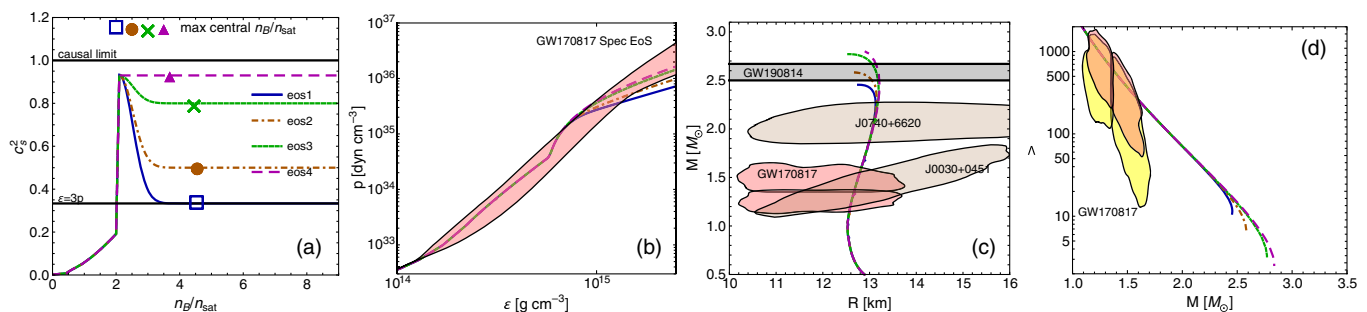 max central n_B/n_sat
causal limit
eos1
eos2
eos3
eos4
ε=3p
(a)
c_s^2
0.0
0.2
0.4
0.6
0.8
1.0
1.2
0
2
4
6
8
n_B/n_sat
GW170817 Spec EoS
(b)
p [dyn cm^-3]
10^37
10^36
10^35
10^34
10^33
10^14
10^15
ε [g cm^-3]
GW190814
J0740+6620
GW170817
J0030+0451
(c)
M [M_⊙]
3.0
2.5
2.0
1.5
1.0
0.5
10
11
12
13
14
15
16
R [km]
(d)
GW170817
Λ
1000
500
100
50
10
5
2
1.0
1.5
2.0
2.5
3.0
3.5
M [M_⊙]